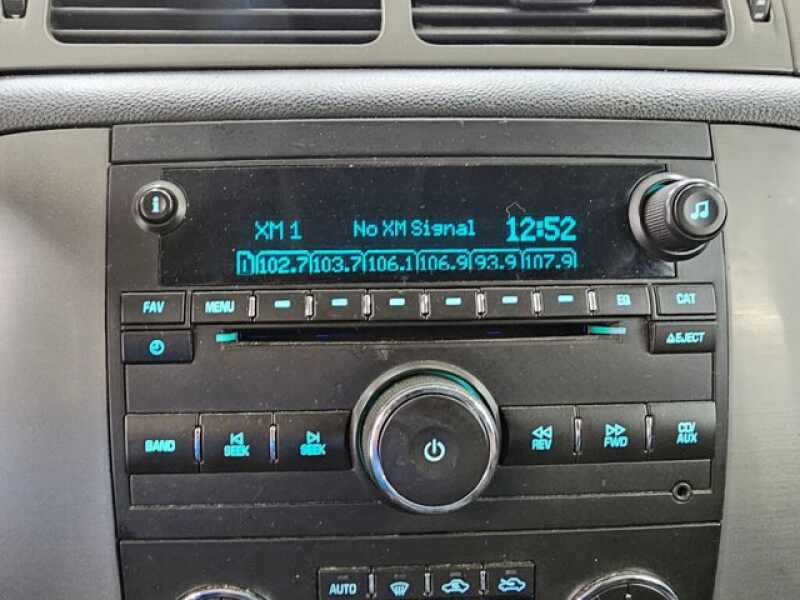 i
XM 1 No XM Signal 12:52
1 102.7 103.7 106.1 106.9 93.9 107.9
FAV MENU EQ CAT
EJECT
BAND SEEK SEEK REV FWD CD/
AUX
AUTO